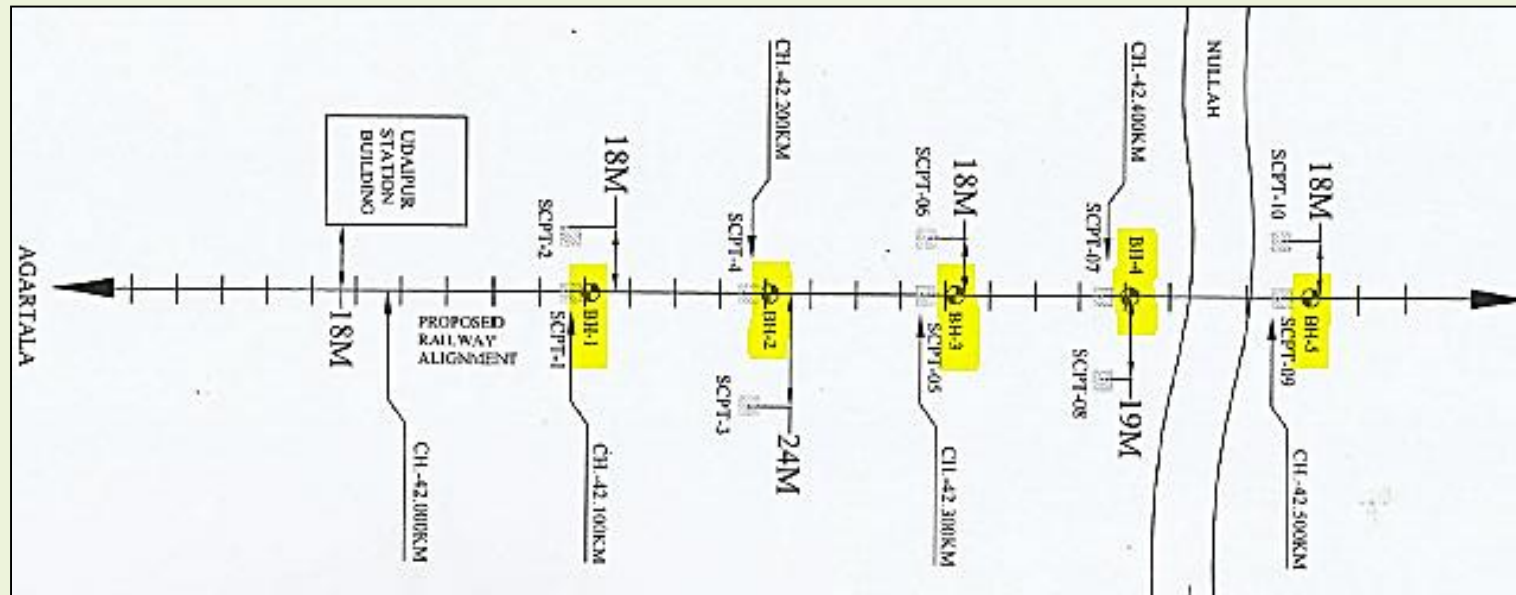 AGARTALA
UDAIPUR
STATION
BUILDING
18M
PROPOSED
RAILWAY
ALIGNMENT
CH.-42.000KM
18M
SCPT-2
BH-1
SCPT-1
CH.-42.100KM
CH.-42.200KM
SCPT-4
BH-2
SCPT-3
24M
18M
SCPT-06
BH-3
SCPT-05
CH.-42.300KM
CH.-42.400KM
SCPT-07
BH-4
SCPT-08
19M
NULLAH
18M
SCPT-10
BH-5
SCPT-09
CH.-42.500KM